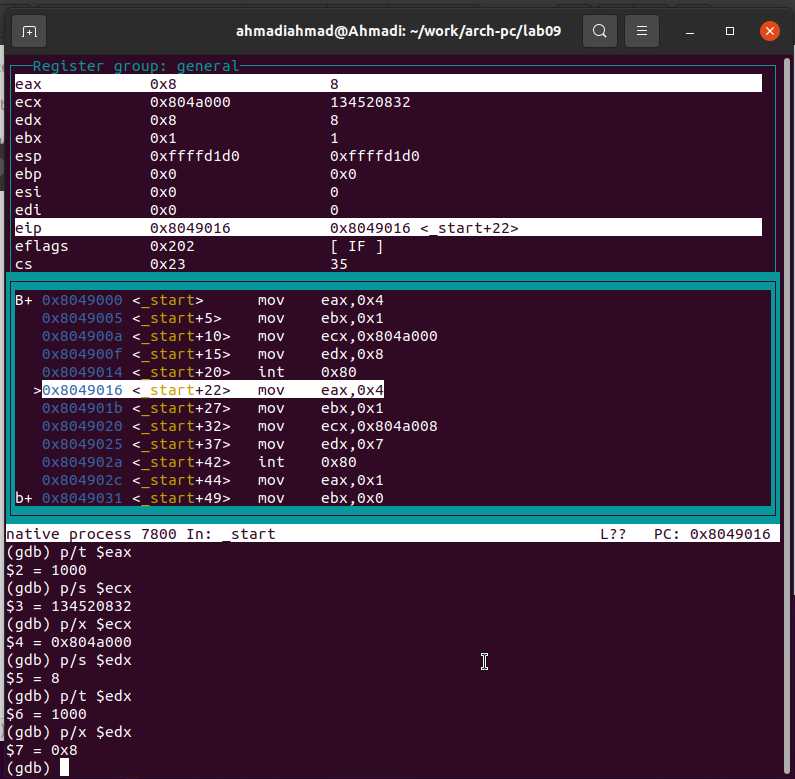 ahmadiahmad@Ahmadi: ~/work/arch-pc/lab09
Register group: general
eax 0x8 8
ecx 0x804a000 134520832
edx 0x8 8
ebx 0x1 1
esp 0xffffd1d0 0xffffd1d0
ebp 0x0 0x0
esi 0x0 0
edi 0x0 0
eip 0x8049016 0x8049016 <_start+22>
eflags 0x202 [ IF ]
cs 0x23 35
B+ 0x8049000 <_start> mov eax,0x4
0x8049005 <_start+5> mov ebx,0x1
0x804900a <_start+10> mov ecx,0x804a000
0x804900f <_start+15> mov edx,0x8
0x8049014 <_start+20> int 0x80
>0x8049016 <_start+22> mov eax,0x4
0x804901b <_start+27> mov ebx,0x1
0x8049020 <_start+32> mov ecx,0x804a008
0x8049025 <_start+37> mov edx,0x7
0x804902a <_start+42> int 0x80
0x804902c <_start+44> mov eax,0x1
b+ 0x8049031 <_start+49> mov ebx,0x0
native process 7800 In: _start L?? PC: 0x8049016
(gdb) p/t $eax
$2 = 1000
(gdb) p/s $ecx
$3 = 134520832
(gdb) p/x $ecx
$4 = 0x804a000
(gdb) p/s $edx
$5 = 8
(gdb) p/t $edx
$6 = 1000
(gdb) p/x $edx
$7 = 0x8
(gdb)